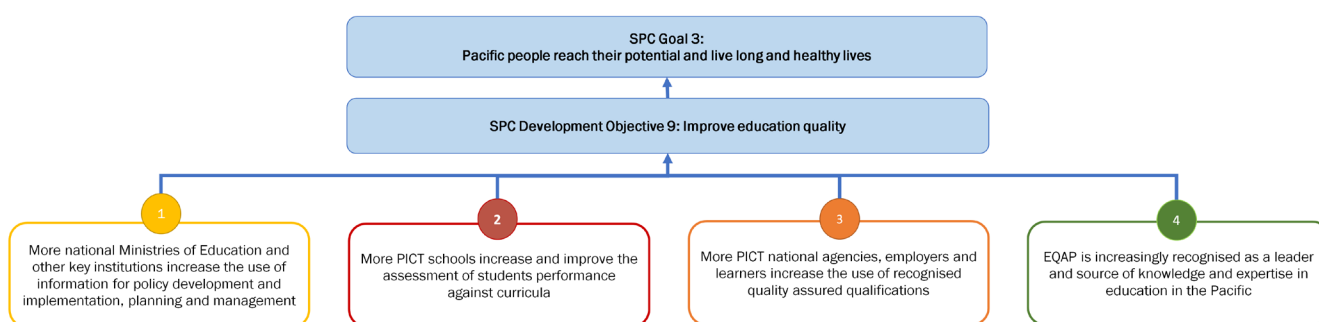 SPC Goal 3:
Pacific people reach their potential and live long and healthy lives
SPC Development Objective 9: Improve education quality
1
More national Ministries of Education and
other key institutions increase the use of
information for policy development and
implementation, planning and management
2
More PICT schools increase and improve the
assessment of students performance
against curricula
3
More PICT national agencies, employers and
learners increase the use of recognised
quality assured qualifications
4
EQAP is increasingly recognised as a leader
and source of knowledge and expertise in
education in the Pacific